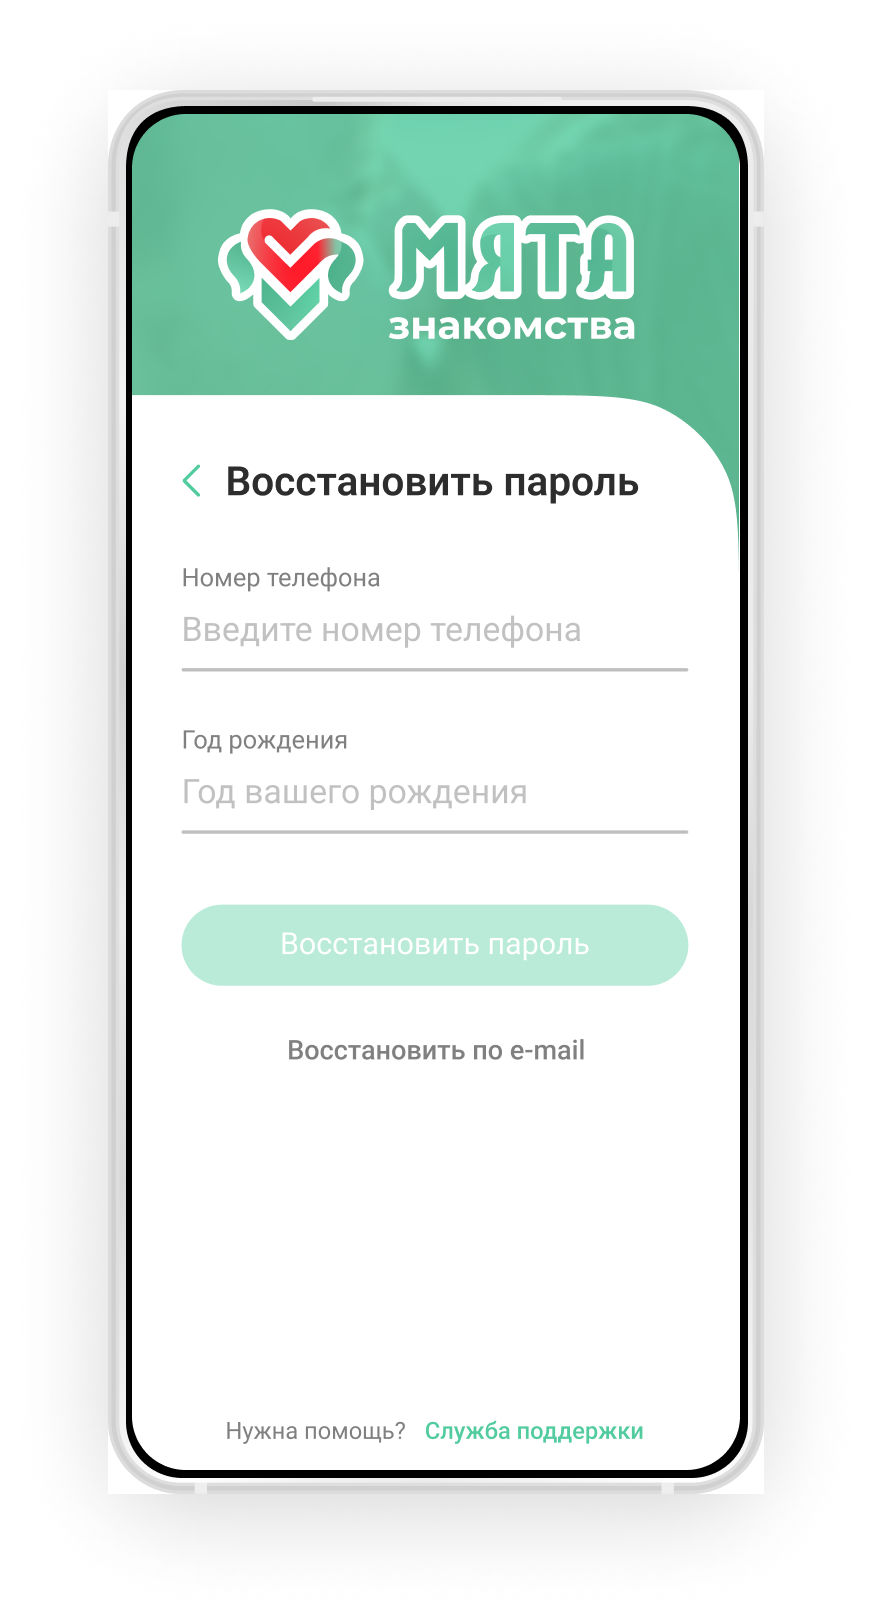 МЯТА
знакомства
Восстановить пароль
Номер телефона
Введите номер телефона
Год рождения
Год вашего рождения
Восстановить пароль
Восстановить по e-mail
Нужна помощь? Служба поддержки